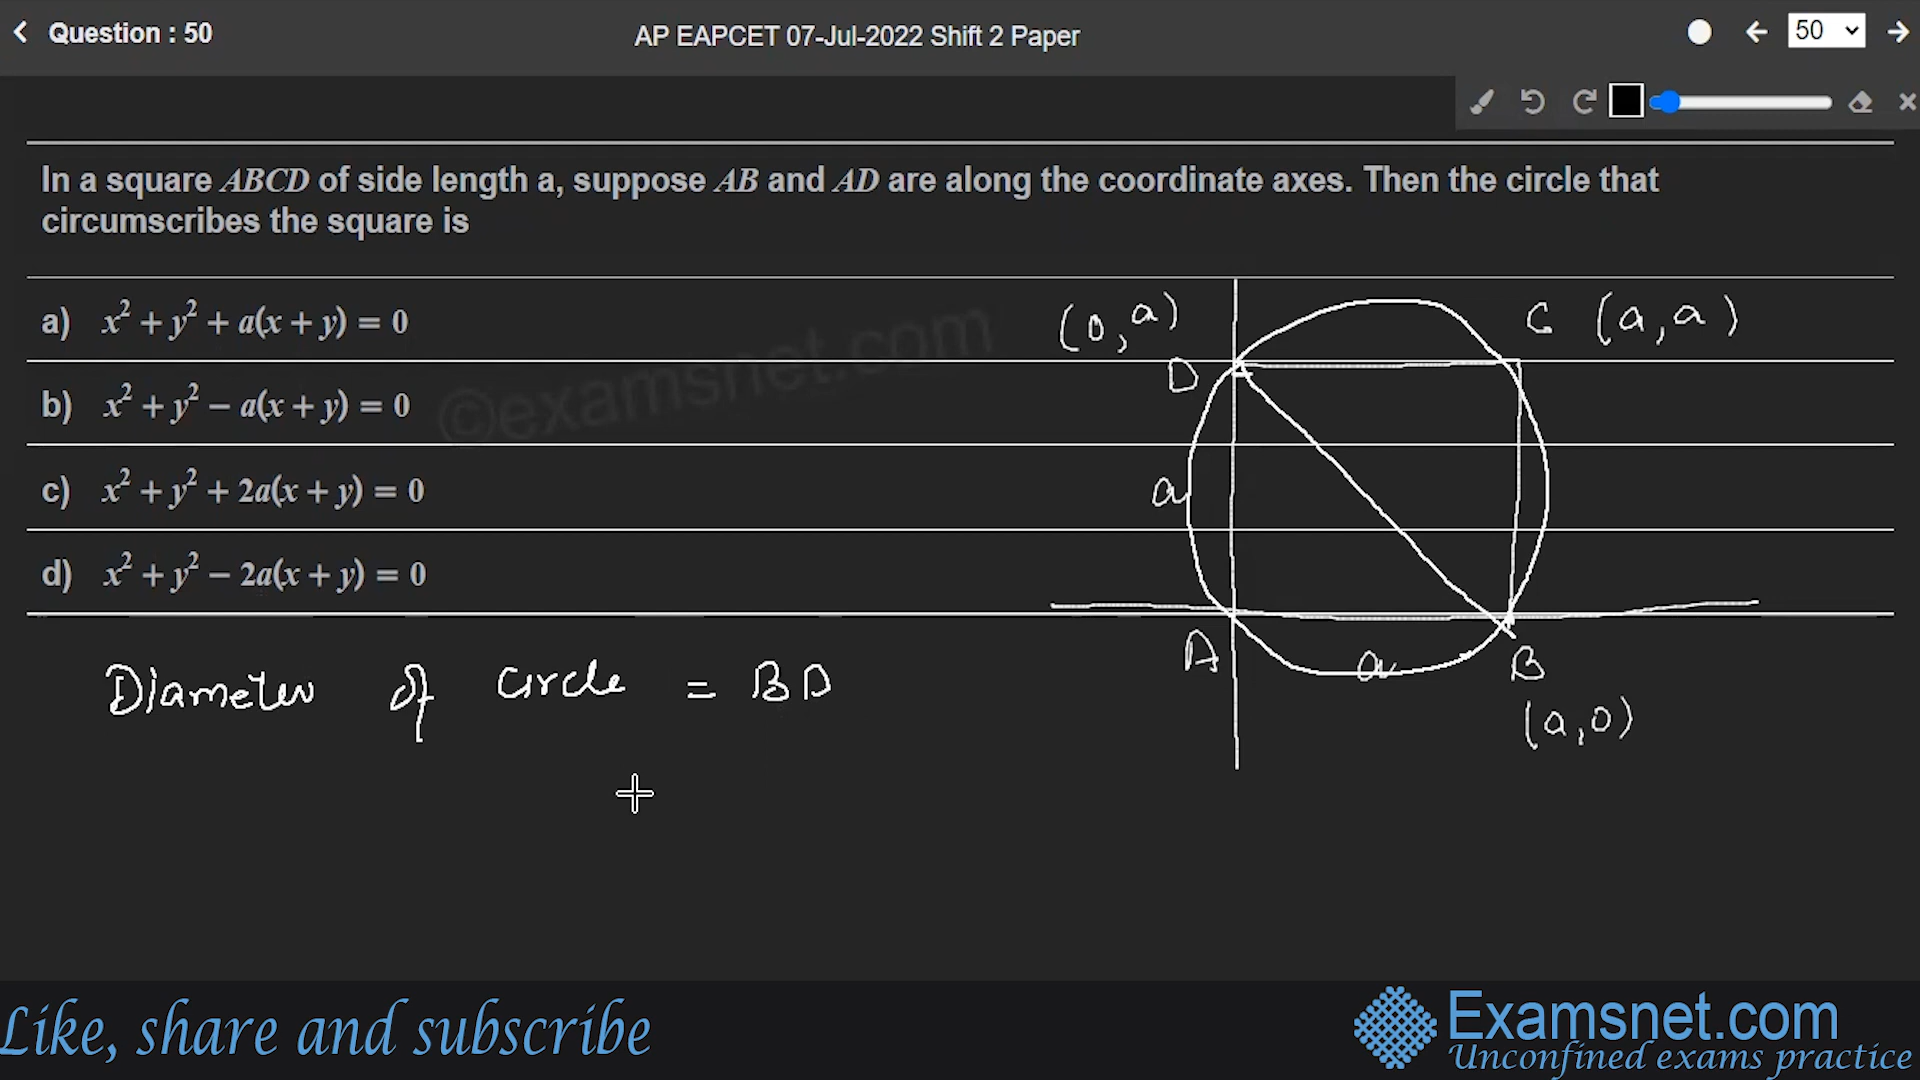 Question : 50
AP EAPCET 07-Jul-2022 Shift 2 Paper
50
In a square ABCD of side length a, suppose AB and AD are along the coordinate axes. Then the circle that
circumscribes the square is
a) x² + y² + a(x + y) = 0
b) x² + y² − a(x + y) = 0
c) x² + y² + 2a(x + y) = 0
d) x² + y² − 2a(x + y) = 0
©examsnet.com
(0,a)
C (a,a)
D
a
A
a
B
(a,0)
Diameter of circle = BD
Like, share and subscribe
Examsnet.com
Unconfined exams practice